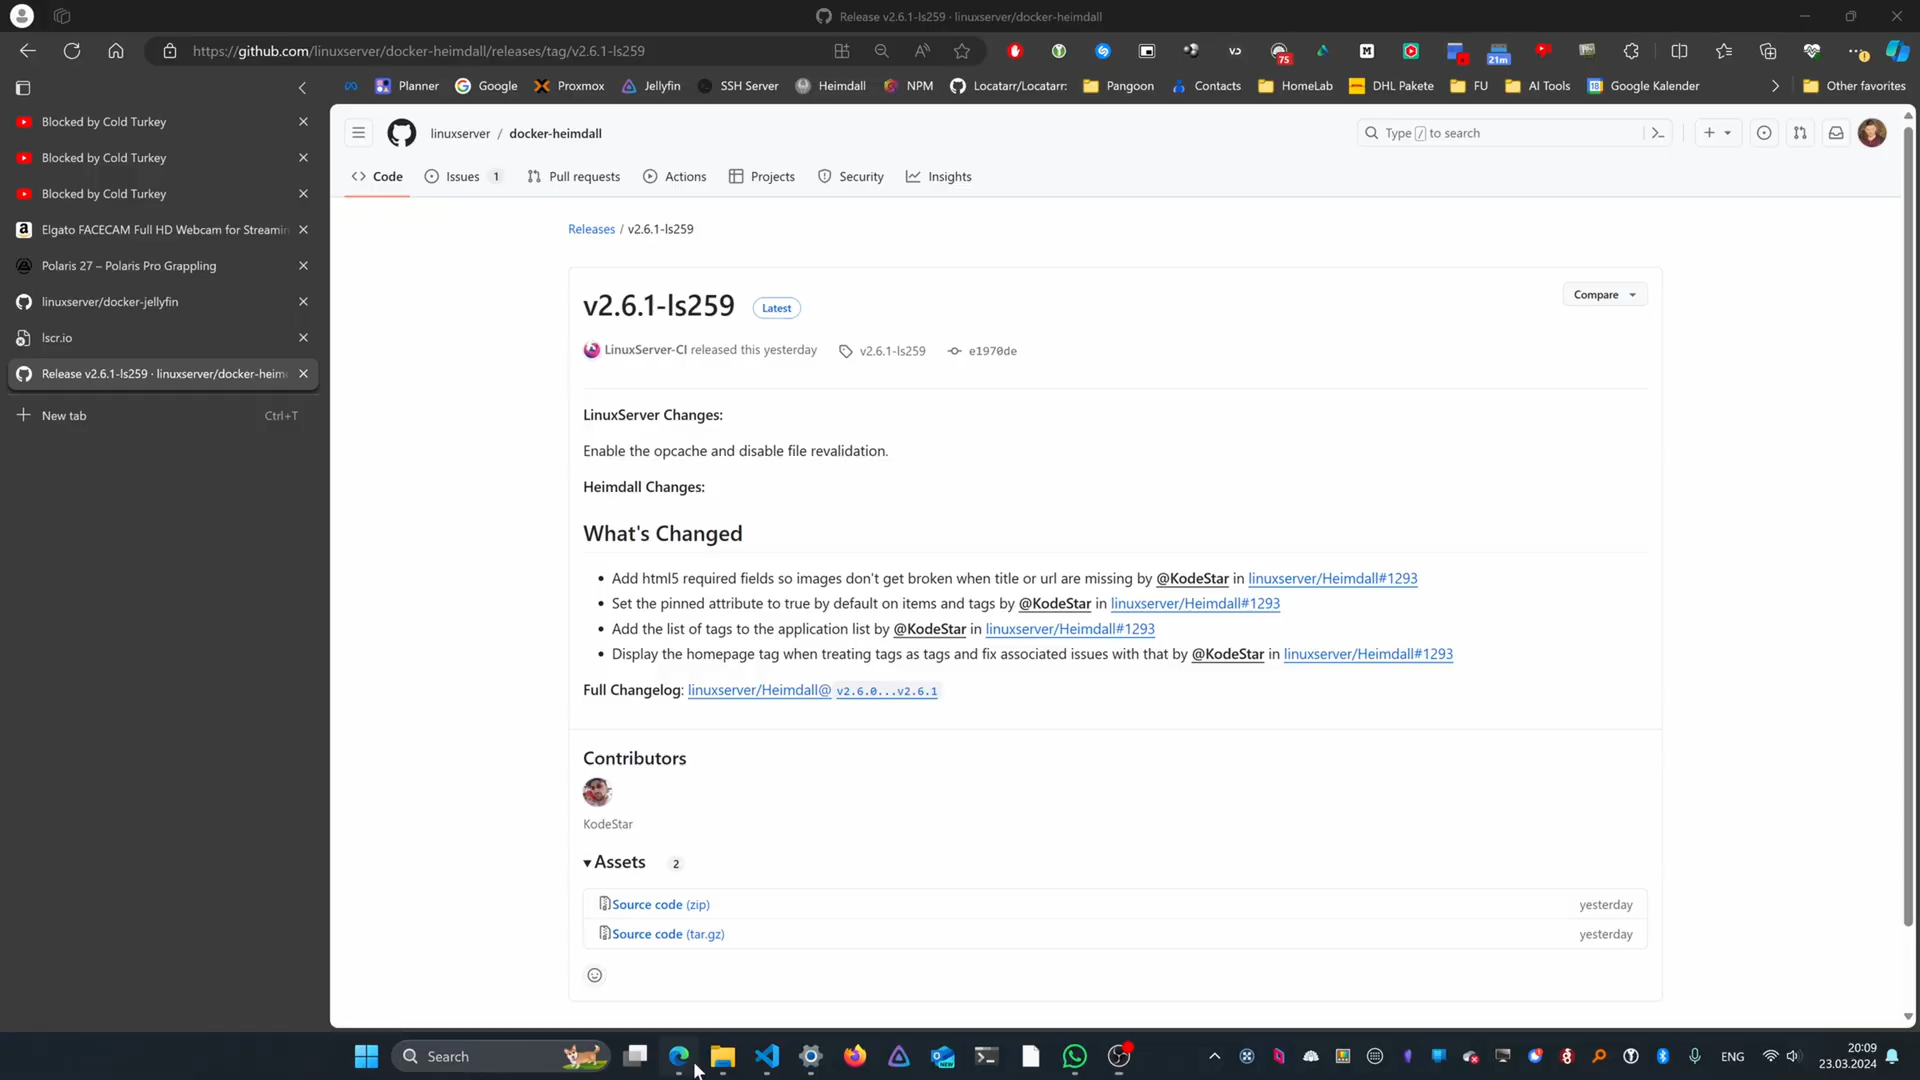 Release v2.6.1-ls259 · linuxserver/docker-heimdall
https://github.com/linuxserver/docker-heimdall/releases/tag/v2.6.1-ls259
75
21m
Planner
Google
Proxmox
Jellyfin
SSH Server
Heimdall
NPM
Locatarr/Locatarr:
Pangoon
Contacts
HomeLab
DHL Pakete
FU
AI Tools
18
Google Kalender
Other favorites
Blocked by Cold Turkey
Blocked by Cold Turkey
Blocked by Cold Turkey
Elgato FACECAM Full HD Webcam for Streamin
Polaris 27 – Polaris Pro Grappling
linuxserver/docker-jellyfin
lscr.io
Release v2.6.1-ls259 · linuxserver/docker-heim
New tab Ctrl+T
linuxserver / docker-heimdall
Type / to search
Code
Issues 1
Pull requests
Actions
Projects
Security
Insights
Releases / v2.6.1-ls259
v2.6.1-ls259 Latest
Compare
LinuxServer-CI released this yesterday v2.6.1-ls259 e1970de
LinuxServer Changes:
Enable the opcache and disable file revalidation.
Heimdall Changes:
What's Changed
• Add html5 required fields so images don't get broken when title or url are missing by @KodeStar in linuxserver/Heimdall#1293
• Set the pinned attribute to true by default on items and tags by @KodeStar in linuxserver/Heimdall#1293
• Add the list of tags to the application list by @KodeStar in linuxserver/Heimdall#1293
• Display the homepage tag when treating tags as tags and fix associated issues with that by @KodeStar in linuxserver/Heimdall#1293
Full Changelog: linuxserver/Heimdall@ v2.6.0...v2.6.1
Contributors
KodeStar
Assets 2
Source code (zip) yesterday
Source code (tar.gz) yesterday
Search
ENG
20:09
23.03.2024